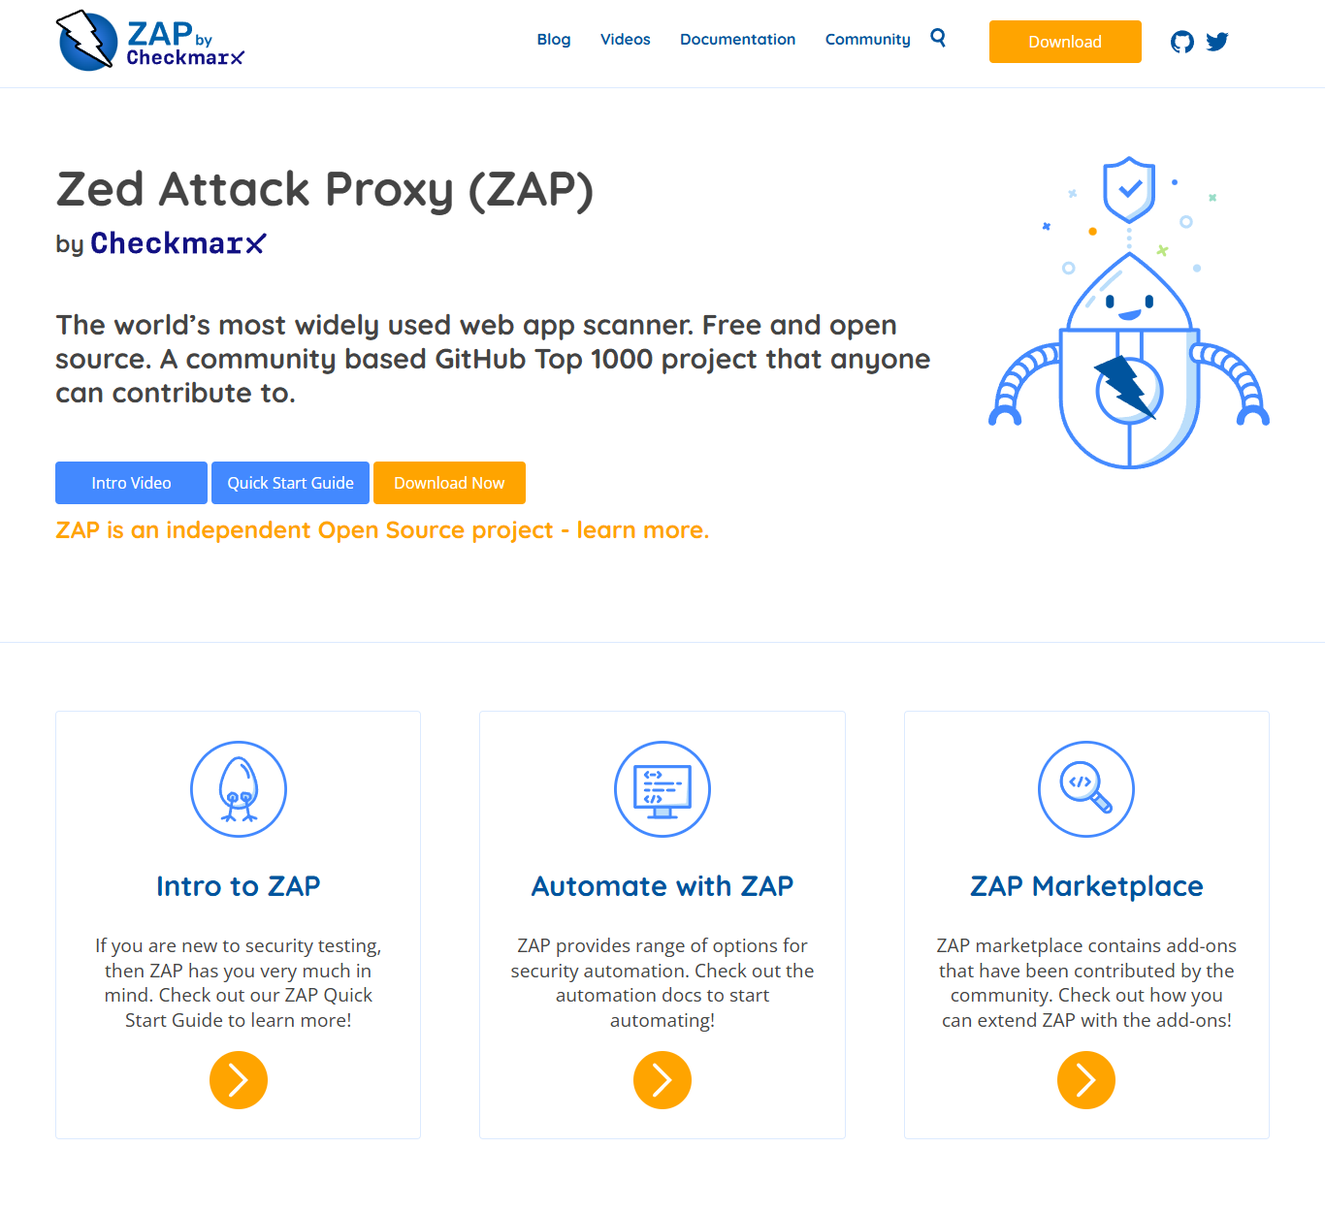 ZAP by
Checkmarx
Blog Videos Documentation Community
Download
Zed Attack Proxy (ZAP)
by Checkmarx
The world's most widely used web app scanner. Free and open
source. A community based GitHub Top 1000 project that anyone
can contribute to.
Intro Video Quick Start Guide Download Now
ZAP is an independent Open Source project - learn more.
<->
</>
</>
Intro to ZAP
If you are new to security testing,
then ZAP has you very much in
mind. Check out our ZAP Quick
Start Guide to learn more!
Automate with ZAP
ZAP provides range of options for
security automation. Check out the
automation docs to start
automating!
ZAP Marketplace
ZAP marketplace contains add-ons
that have been contributed by the
community. Check out how you
can extend ZAP with the add-ons!